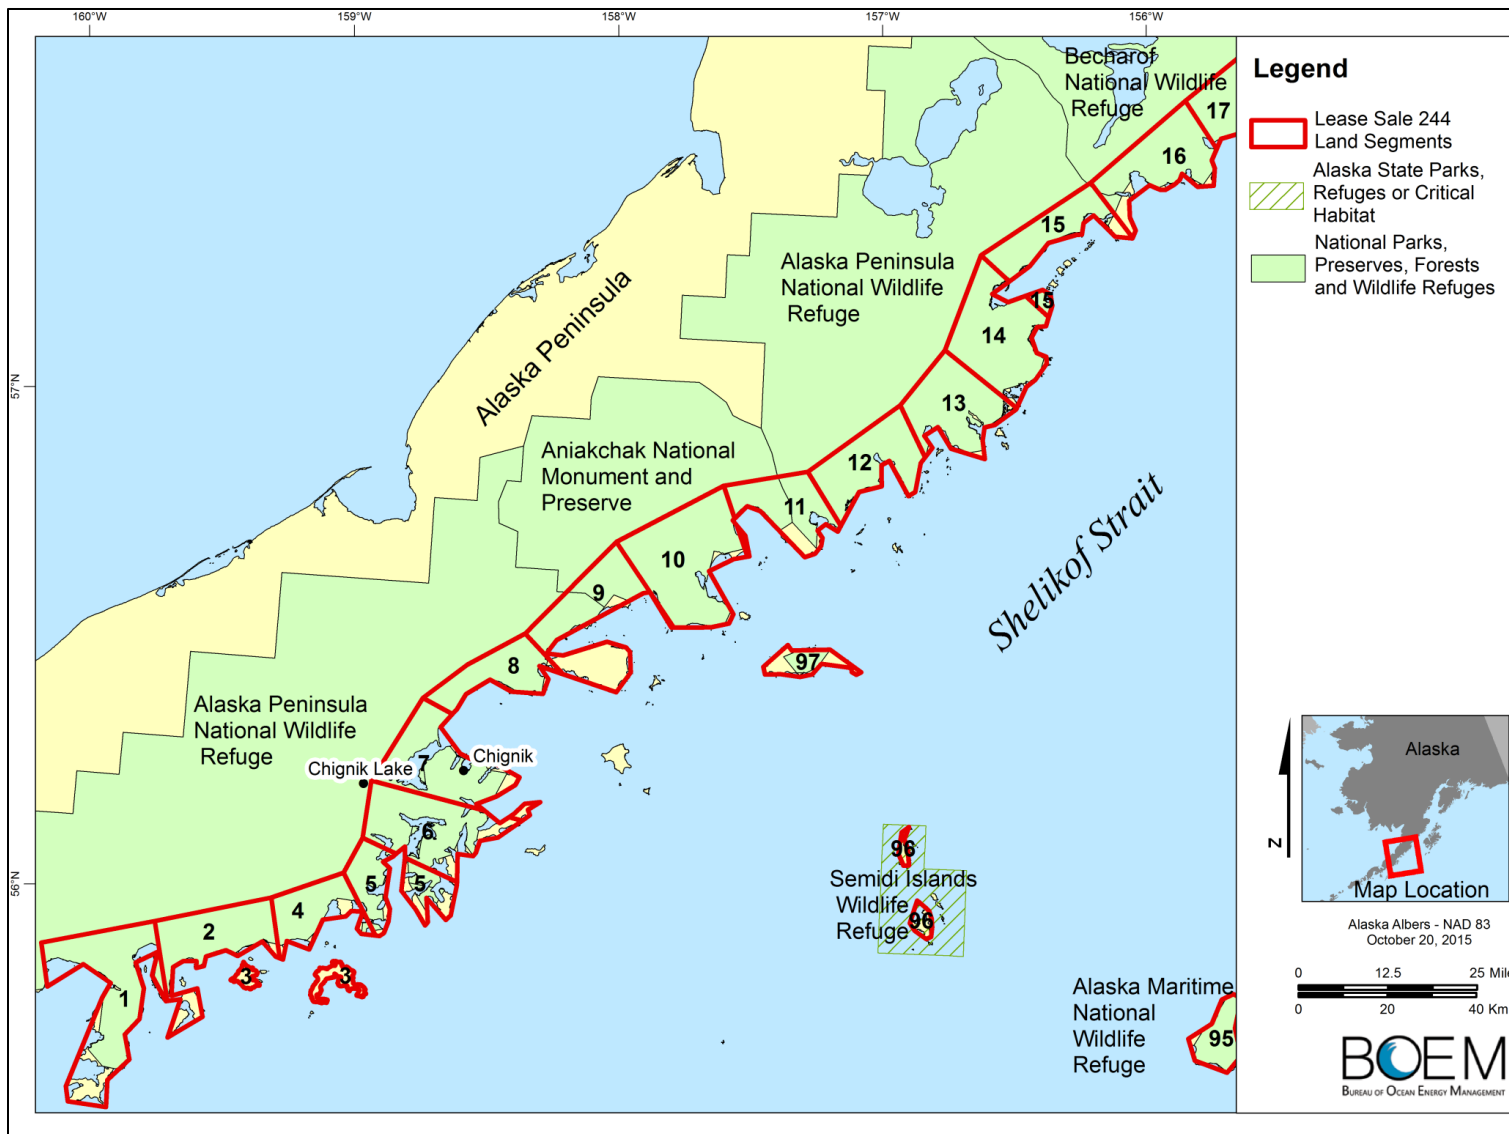 160°W
159°W
158°W
157°W
156°W
57°N
56°N
Becharof
National Wildlife
Refuge
17
16
15
15
14
13
12
11
10
9
8
7
6
5
5
4
3
3
2
1
97
96
96
95
Alaska Peninsula
National Wildlife
Refuge
Alaska Peninsula
Aniakchak National
Monument and
Preserve
Shelikof Strait
Alaska Peninsula
National Wildlife
Refuge
Chignik Lake
Chignik
Semidi Islands
Wildlife
Refuge
Alaska Maritime
National
Wildlife
Refuge
Legend
Lease Sale 244
Land Segments
Alaska State Parks,
Refuges or Critical
Habitat
National Parks,
Preserves, Forests
and Wildlife Refuges
N
Alaska
Map Location
Alaska Albers - NAD 83
October 20, 2015
0 12.5 25 Mile
0 20 40 Km
BOEM
BUREAU OF OCEAN ENERGY MANAGEMENT